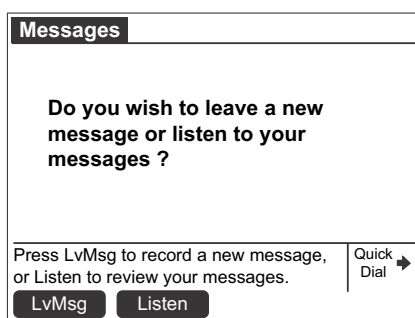 Messages
Do you wish to leave a new
message or listen to your
messages ?
Press LvMsg to record a new message,
or Listen to review your messages.
Quick
Dial
LvMsg
Listen